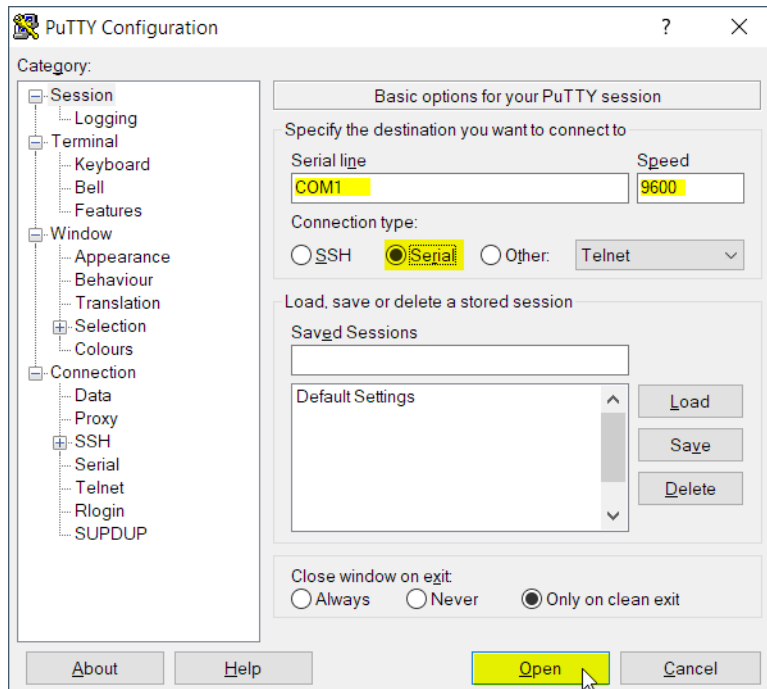 PuTTY Configuration
?
Category:
Session
Logging
Terminal
Keyboard
Bell
Features
Window
Appearance
Behaviour
Translation
Selection
Colours
Connection
Data
Proxy
SSH
Serial
Telnet
Rlogin
SUPDUP
Basic options for your PuTTY session
Specify the destination you want to connect to
Serial line Speed
COM1 9600
Connection type:
SSH Serial Other: Telnet
Load, save or delete a stored session
Saved Sessions
Default Settings
Load
Save
Delete
Close window on exit:
Always Never Only on clean exit
About Help Open Cancel